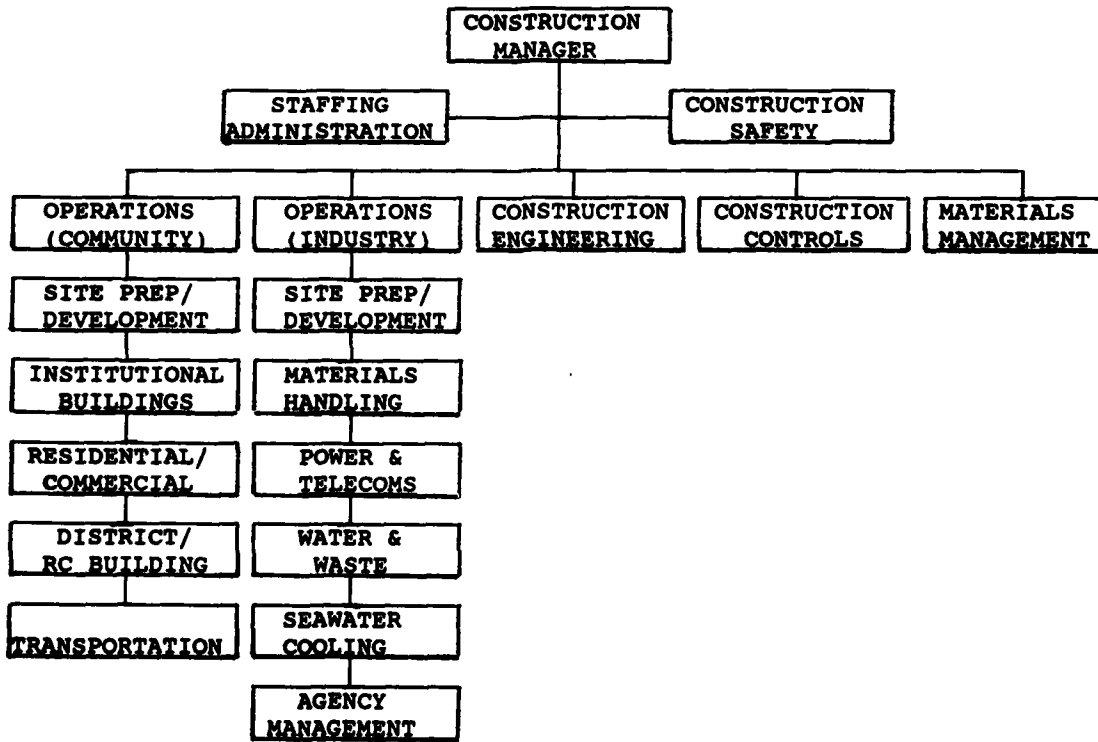 CONSTRUCTION
MANAGER
STAFFING
ADMINISTRATION
CONSTRUCTION
SAFETY
OPERATIONS
(COMMUNITY)
OPERATIONS
(INDUSTRY)
CONSTRUCTION
ENGINEERING
CONSTRUCTION
CONTROLS
MATERIALS
MANAGEMENT
SITE PREP/
DEVELOPMENT
INSTITUTIONAL
BUILDINGS
RESIDENTIAL/
COMMERCIAL
DISTRICT/
RC BUILDING
TRANSPORTATION
SITE PREP/
DEVELOPMENT
MATERIALS
HANDLING
POWER &
TELECOMS
WATER &
WASTE
SEAWATER
COOLING
AGENCY
MANAGEMENT